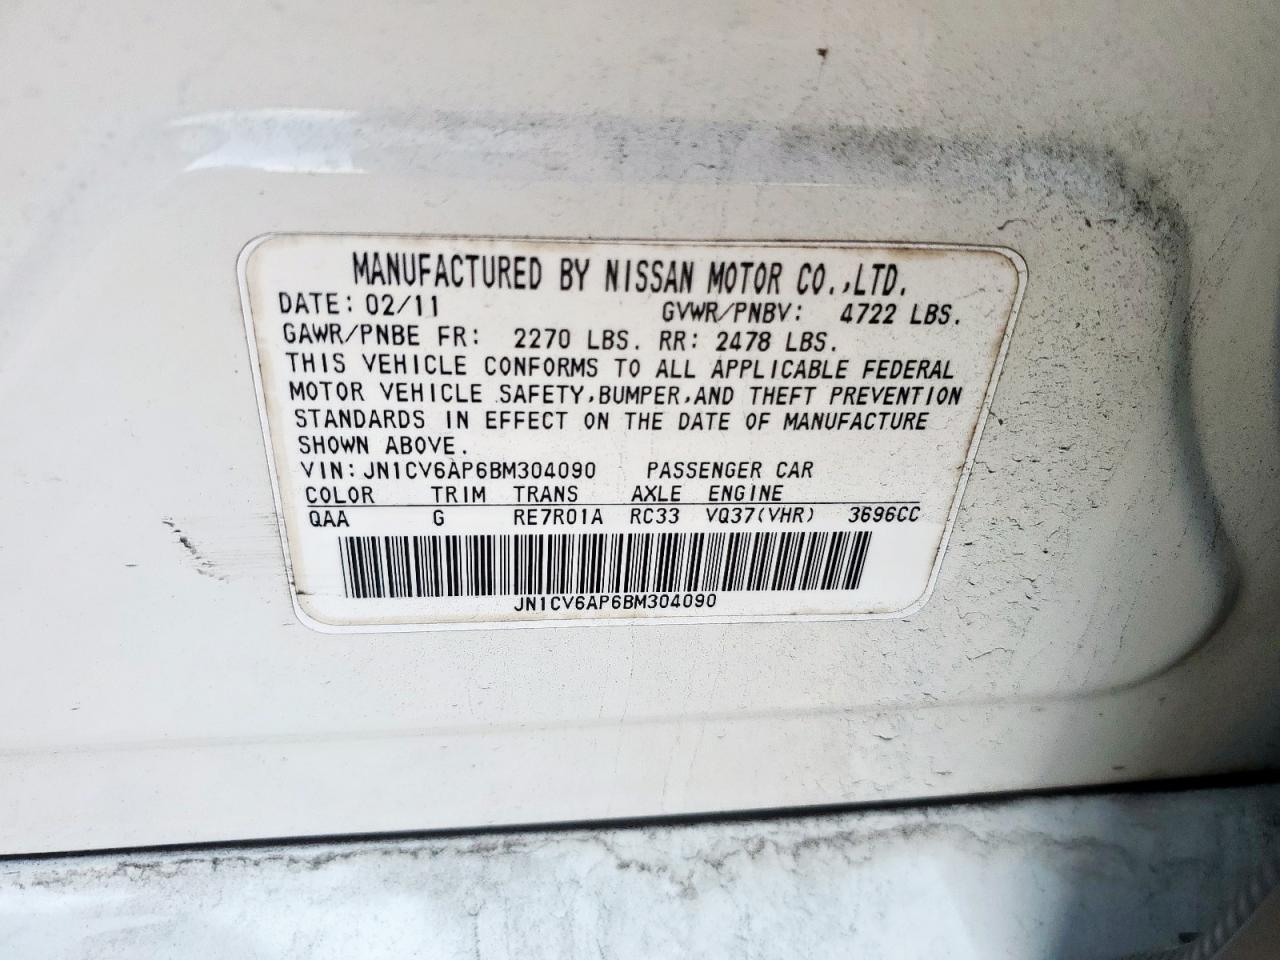 MANUFACTURED BY NISSAN MOTOR CO.,LTD.
DATE: 02/11 GVWR/PNBV: 4722 LBS.
GAWR/PNBE FR: 2270 LBS. RR: 2478 LBS.
THIS VEHICLE CONFORMS TO ALL APPLICABLE FEDERAL
MOTOR VEHICLE SAFETY,BUMPER,AND THEFT PREVENTION
STANDARDS IN EFFECT ON THE DATE OF MANUFACTURE
SHOWN ABOVE.
VIN: JN1CV6AP6BM304090 PASSENGER CAR
COLOR TRIM TRANS AXLE ENGINE
QAA G RE7R01A RC33 VQ37(VHR) 3696CC
JN1CV6AP6BM304090